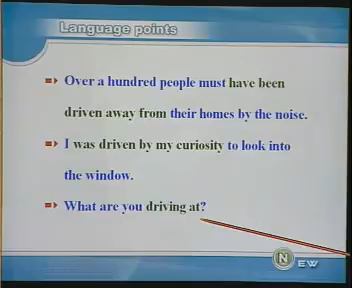 Language points
Over a hundred people must have been
driven away from their homes by the noise.
I was driven by my curiosity to look into
the window.
What are you driving at?
N EW